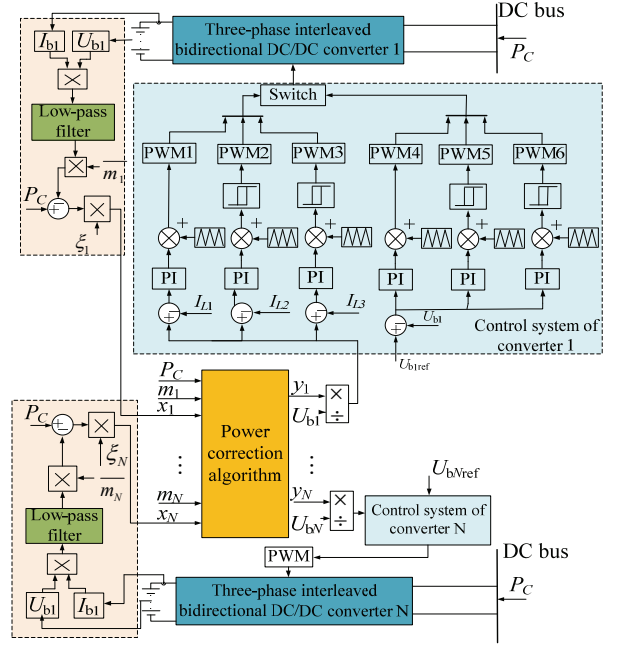 I_b1
U_b1
Low-pass
filter
\overline{m_1}
P_C
ξ_1
Three-phase interleaved
bidirectional DC/DC converter 1
DC bus
P_C
Switch
PWM1
PWM2
PWM3
PWM4
PWM5
PWM6
PI
PI
PI
PI
PI
PI
I_L1
I_L2
I_L3
U_b1
U_b1ref
Control system of
converter 1
P_C
m_1
x_1
m_N
x_N
Power
correction
algorithm
y_1
U_b1
y_N
U_bN
U_bNref
Control system of
converter N
PWM
P_C
ξ_N
\overline{m_N}
Low-pass
filter
U_b1
I_b1
Three-phase interleaved
bidirectional DC/DC converter N
DC bus
P_C